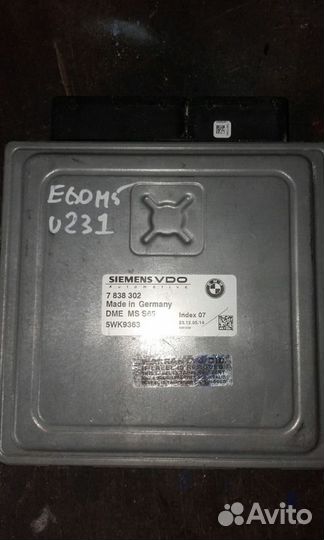 E60M5
U231
SIEMENS VDO
Automotive
7 838 302
Made in Germany
DME MS S65
Index 07
5WK9363
Avito